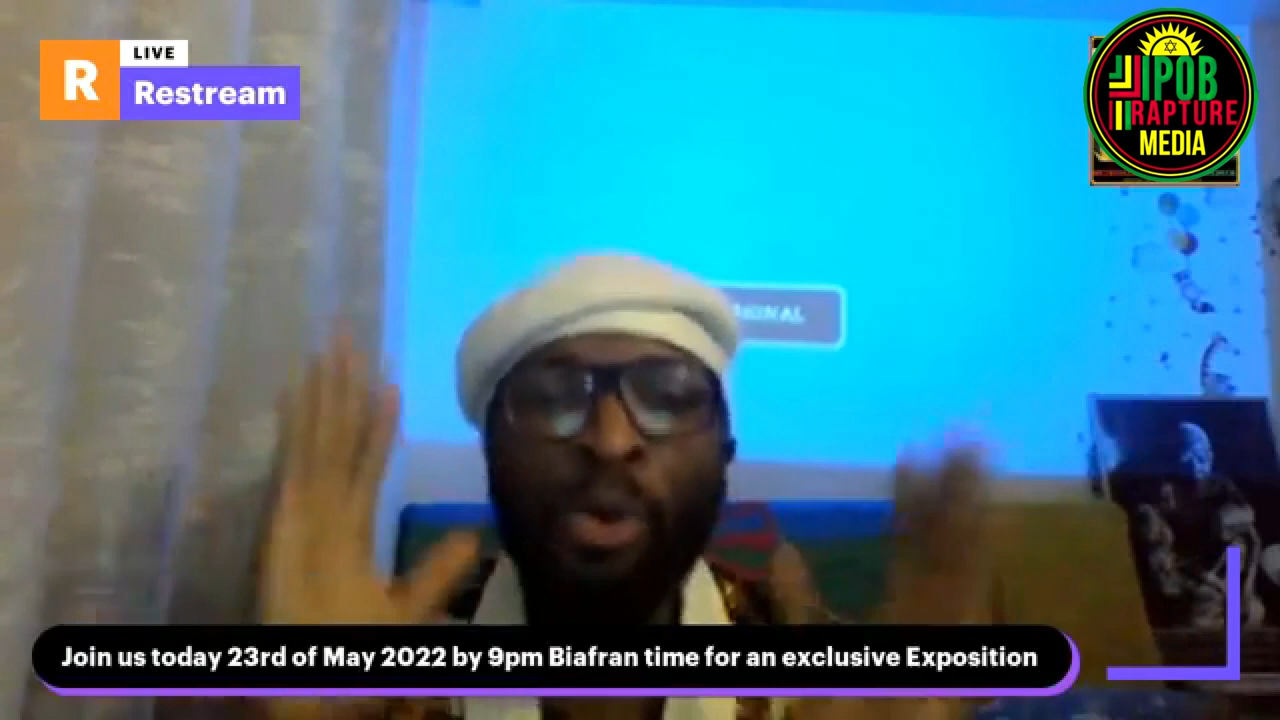 R
LIVE
Restream
IPOB
RAPTURE
MEDIA
Join us today 23rd of May 2022 by 9pm Biafran time for an exclusive Exposition